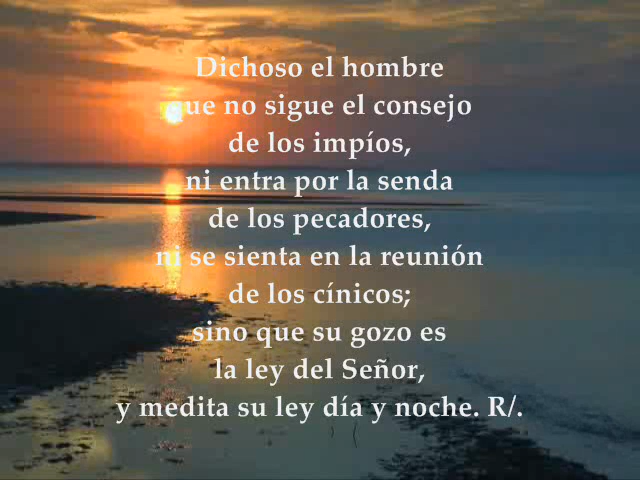 Dichoso el hombre
que no sigue el consejo
de los impíos,
ni entra por la senda
de los pecadores,
ni se sienta en la reunión
de los cínicos;
sino que su gozo es
la ley del Señor,
y medita su ley día y noche. R/.